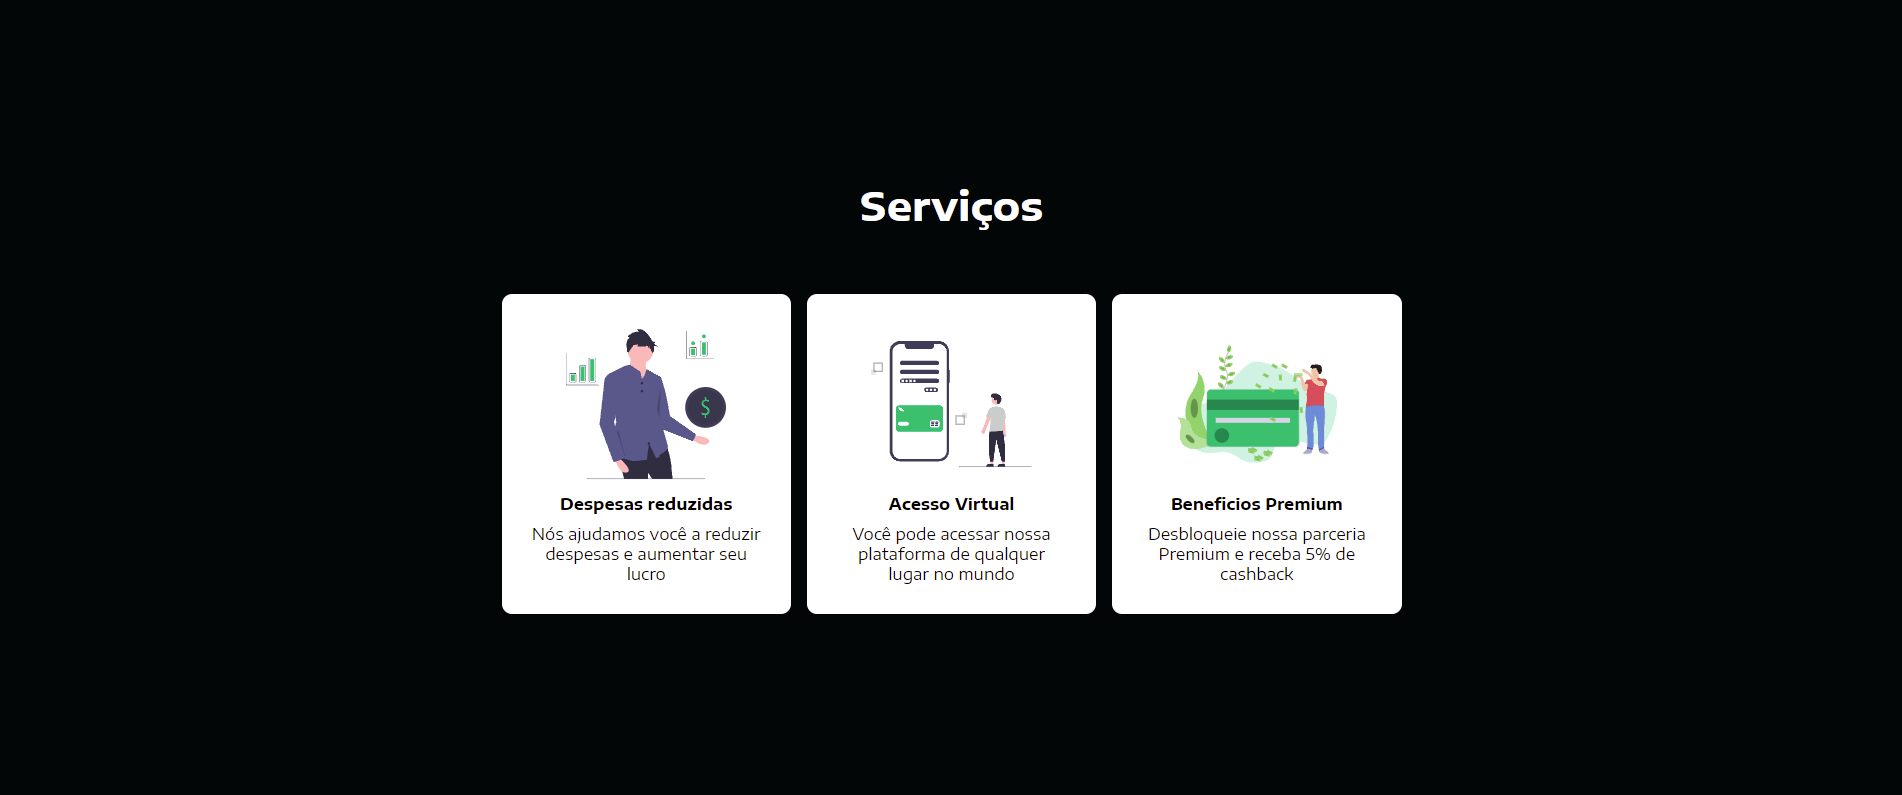 Serviços
$
Despesas reduzidas
Nós ajudamos você a reduzir
despesas e aumentar seu
lucro
Acesso Virtual
Você pode acessar nossa
plataforma de qualquer
lugar no mundo
Beneficios Premium
Desbloqueie nossa parceria
Premium e receba 5% de
cashback